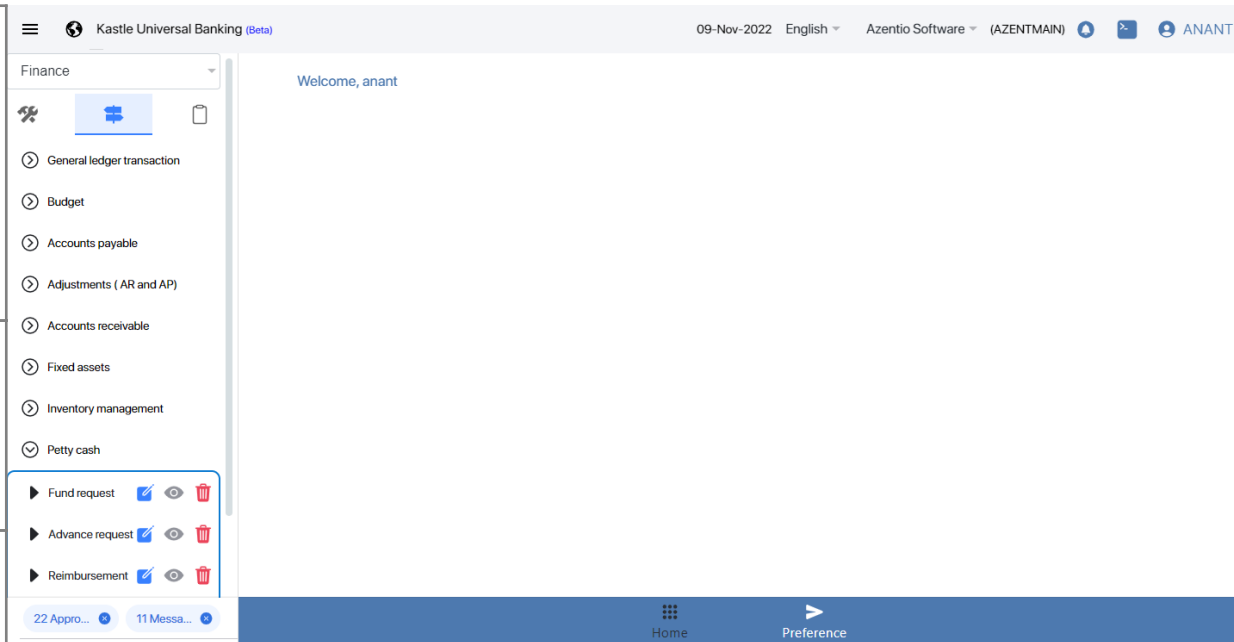 Kastle Universal Banking (Beta)
09-Nov-2022 English Azentio Software (AZENTMAIN) ANANT
Finance
Welcome, anant
General ledger transaction
Budget
Accounts payable
Adjustments ( AR and AP)
Accounts receivable
Fixed assets
Inventory management
Petty cash
Fund request
Advance request
Reimbursement
22 Appro... 11 Messa...
Home Preference